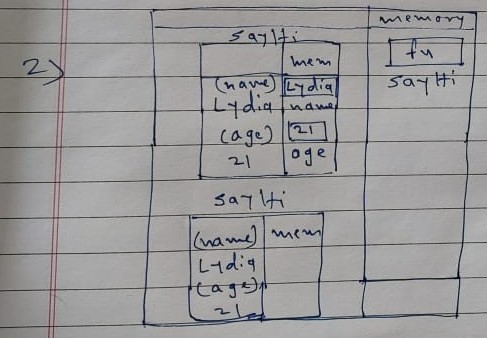 memory
sayHi
2)
mem
fn
(name) Lydia
sayHi
Lydia name
(age) 21
21 age
sayHi
(name) mem
Lydia
(age)
21